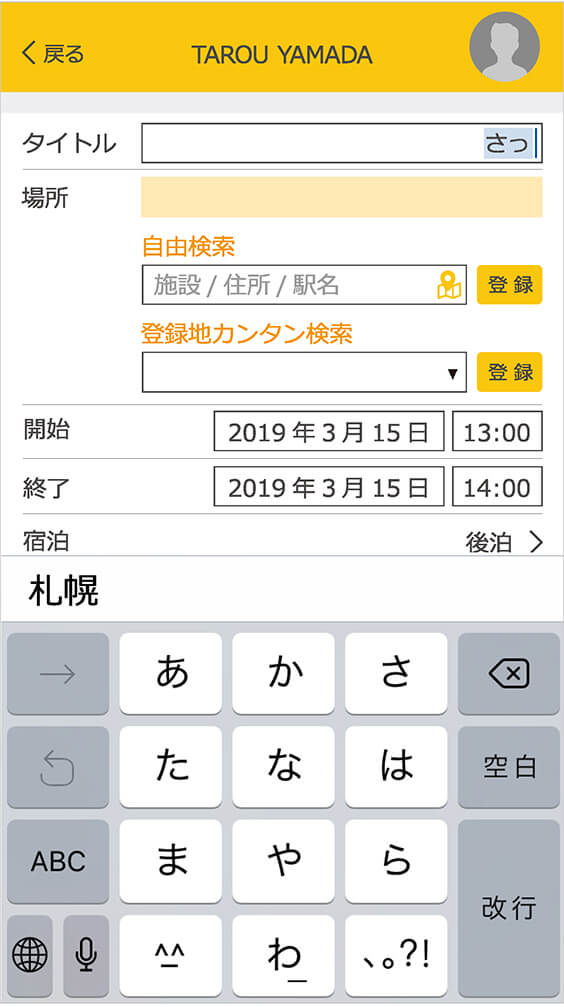 戻る TAROU YAMADA
タイトル さっ
場所
自由検索
施設 / 住所 / 駅名 登録
登録地カンタン検索
▼ 登録
開始 2019 年 3 月 15 日 13:00
終了 2019 年 3 月 15 日 14:00
宿泊 後泊
札幌
→ あ か さ
た な は 空白
ABC ま や ら 改行
^^ わ 、。?!